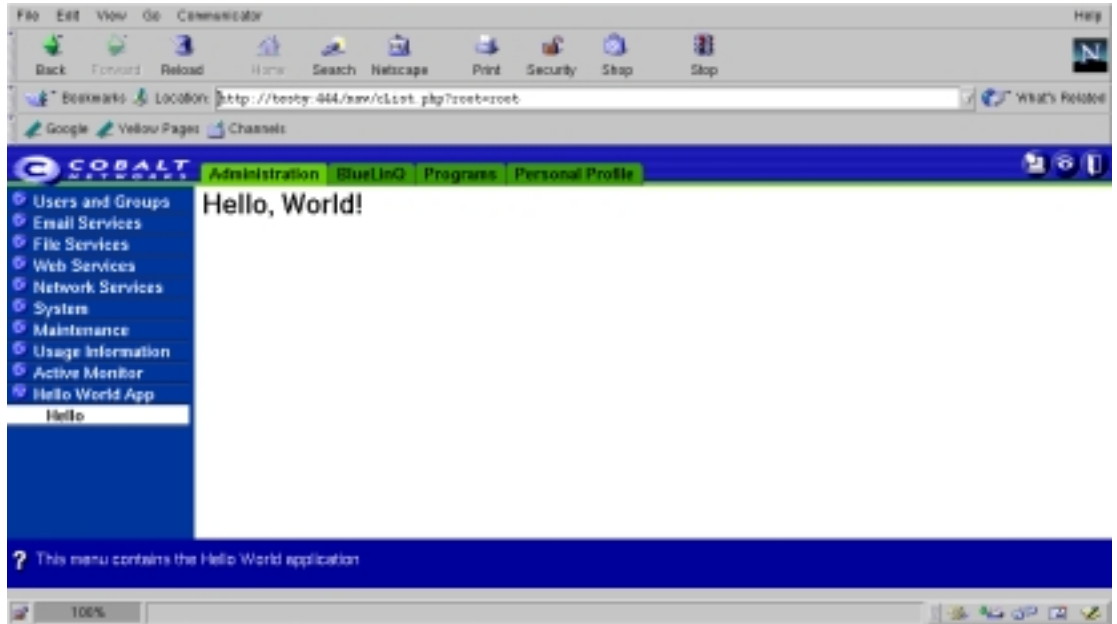 File Edit View Go Communicator Help
Back Forward Reload Home Search Netscape Print Security Shop Stop
N
Bookmarks Location: http://testy:444/nav/cList.php?root=root What's Related
Google Yellow Pages Channels
COBALT NETWORKS
Administration BlueLinQ Programs Personal Profile
Users and Groups
Email Services
File Services
Web Services
Network Services
System
Maintenance
Usage Information
Active Monitor
Hello World App
Hello
Hello, World!
? This menu contains the Hello World application
100%